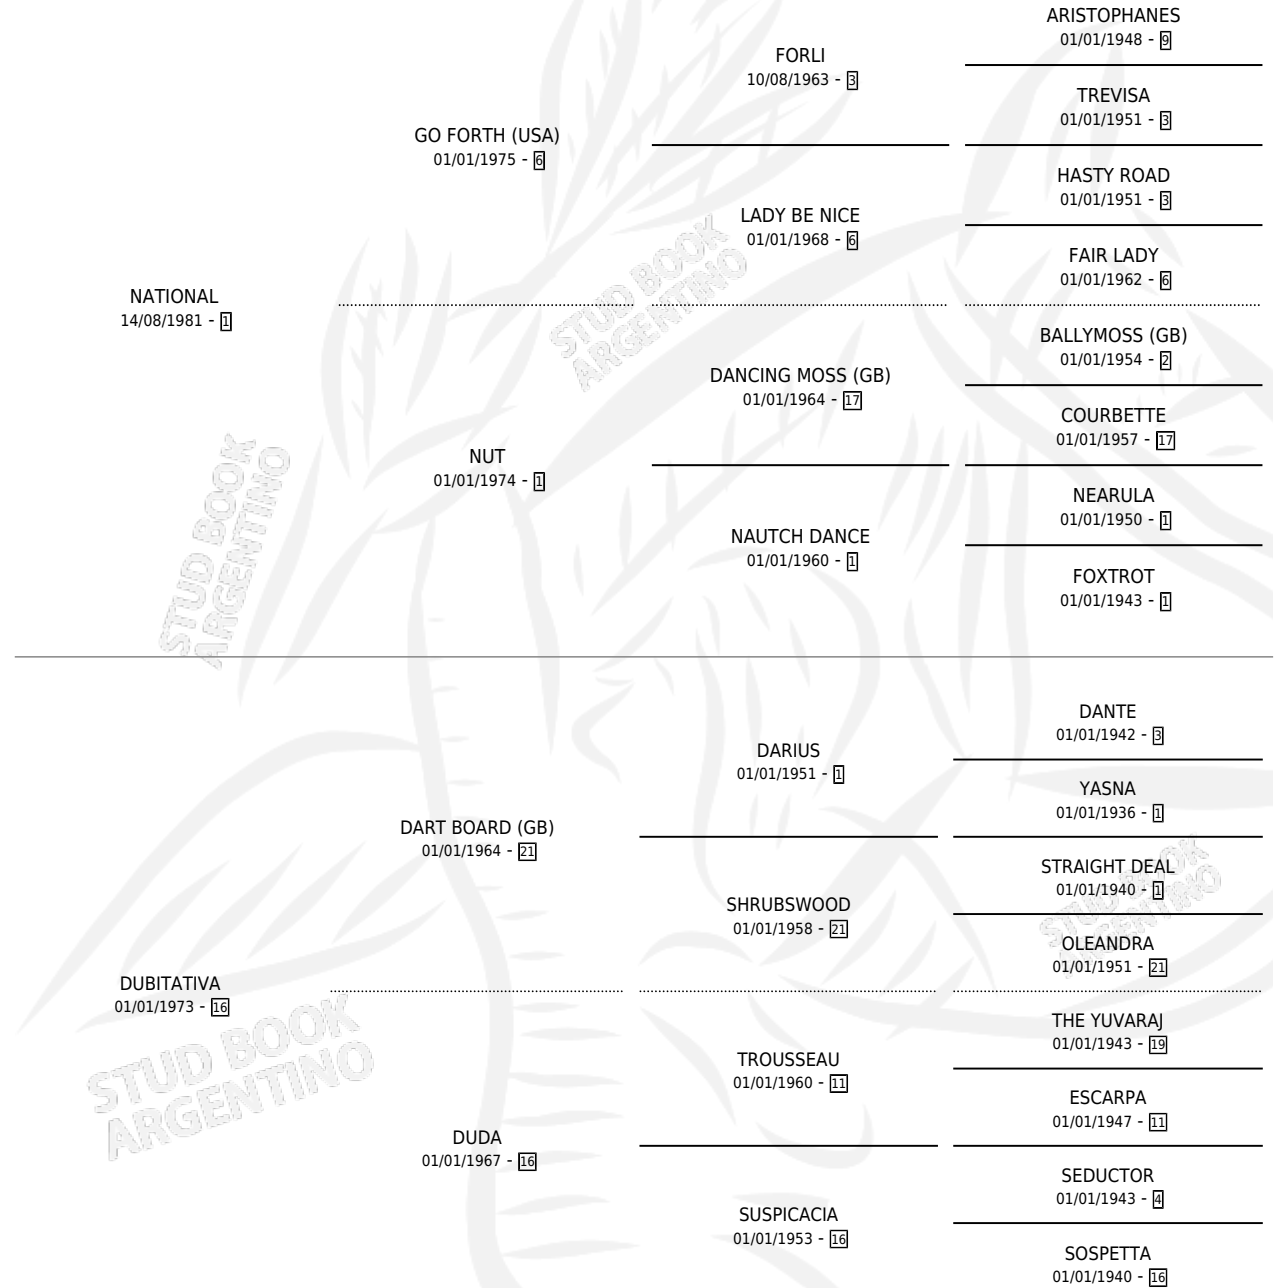 ARISTOPHANES
01/01/1948 - 9
FORLI
10/08/1963 - 3
TREVISA
01/01/1951 - 3
GO FORTH (USA)
01/01/1975 - 6
HASTY ROAD
01/01/1951 - 3
LADY BE NICE
01/01/1968 - 6
FAIR LADY
01/01/1962 - 6
NATIONAL
14/08/1981 - 1
BALLYMOSS (GB)
01/01/1954 - 2
DANCING MOSS (GB)
01/01/1964 - 17
COURBETTE
01/01/1957 - 17
NUT
01/01/1974 - 1
NEARULA
01/01/1950 - 1
NAUTCH DANCE
01/01/1960 - 1
FOXTROT
01/01/1943 - 1
STUD BOOK
ARGENTINO
STUD BOOK
ARGENTINO
DANTE
01/01/1942 - 3
DARIUS
01/01/1951 - 1
YASNA
01/01/1936 - 1
DART BOARD (GB)
01/01/1964 - 21
STRAIGHT DEAL
01/01/1940 - 1
SHRUBSWOOD
01/01/1958 - 21
OLEANDRA
01/01/1951 - 21
STUD BOOK
ARGENTINO
DUBITATIVA
01/01/1973 - 16
THE YUVARAJ
01/01/1943 - 19
TROUSSEAU
01/01/1960 - 11
ESCARPA
01/01/1947 - 11
STUD BOOK
ARGENTINO
DUDA
01/01/1967 - 16
SEDUCTOR
01/01/1943 - 4
SUSPICACIA
01/01/1953 - 16
SOSPETTA
01/01/1940 - 16